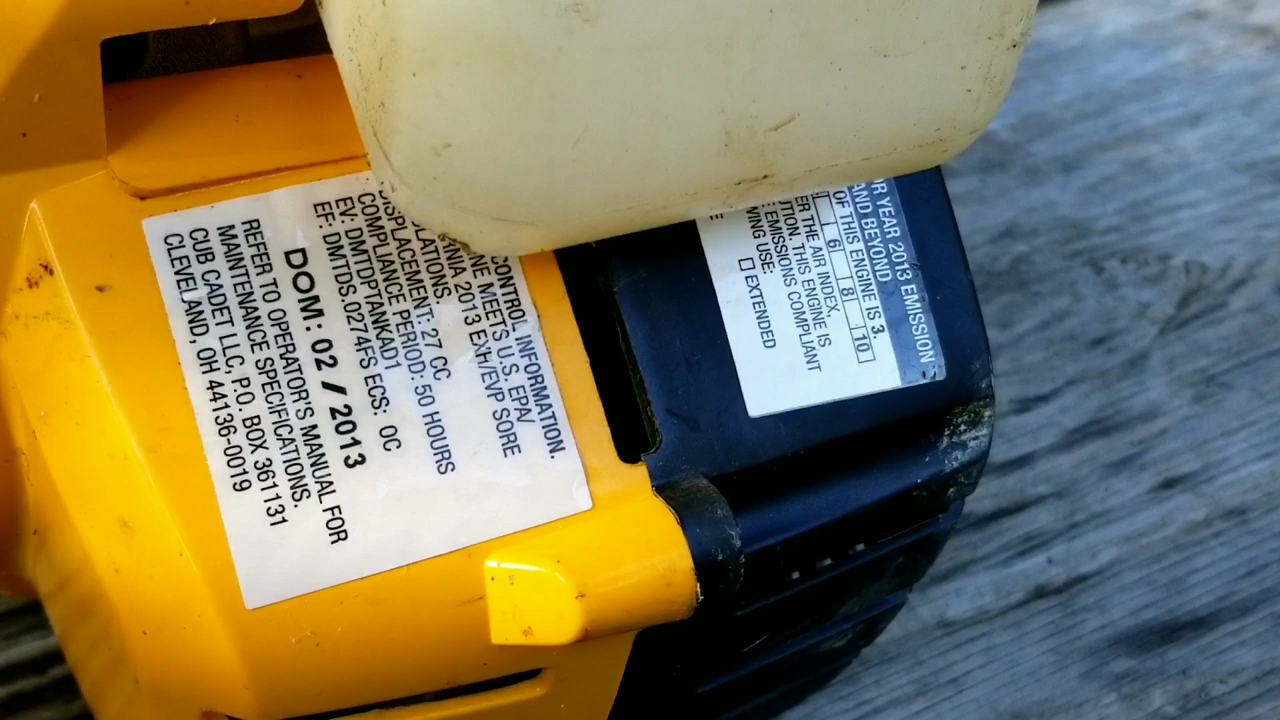 CONTROL INFORMATION.
NE MEETS U.S. EPA/
RNIA 2013 EXH/EVP SORE
LATIONS.
DISPLACEMENT: 27 CC
COMPLIANCE PERIOD: 50 HOURS
EV: DMTDPTANKAD1
EF: DMTDS.0274FS ECS: OC
DOM: 02 / 2013
REFER TO OPERATOR'S MANUAL FOR
MAINTENANCE SPECIFICATIONS.
CUB CADET LLC, P.O. BOX 361131
CLEVELAND, OH 44136-0019
R YEAR 2013 EMISSION
AND BEYOND
OF THIS ENGINE IS 3.
6 8 10
ER THE AIR INDEX,
UTION. THIS ENGINE IS
EMISSIONS COMPLIANT
WING USE:
☐ EXTENDED